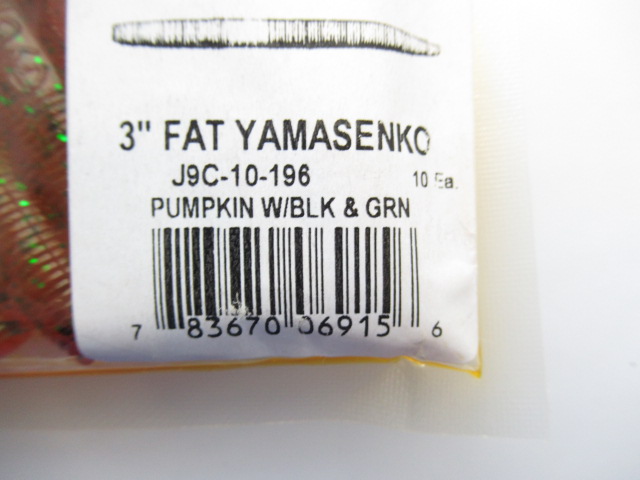 3" FAT YAMASENKO
J9C-10-196 10 Ea.
PUMPKIN W/BLK & GRN
7 83670 06915 6